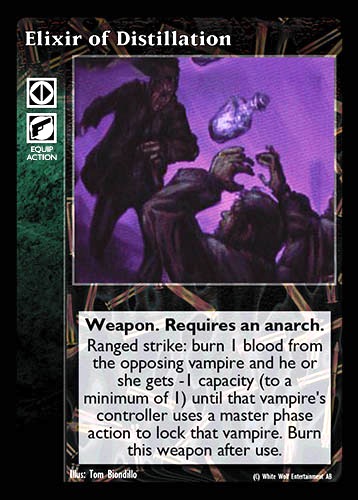 Elixir of Distillation
EQUIP
ACTION
Weapon. Requires an anarch.
Ranged strike: burn 1 blood from
the opposing vampire and he or
she gets -1 capacity (to a
minimum of 1) until that vampire's
controller uses a master phase
action to lock that vampire. Burn
this weapon after use.
Illus: Tom Biondillo
(C) White Wolf Entertainment AB